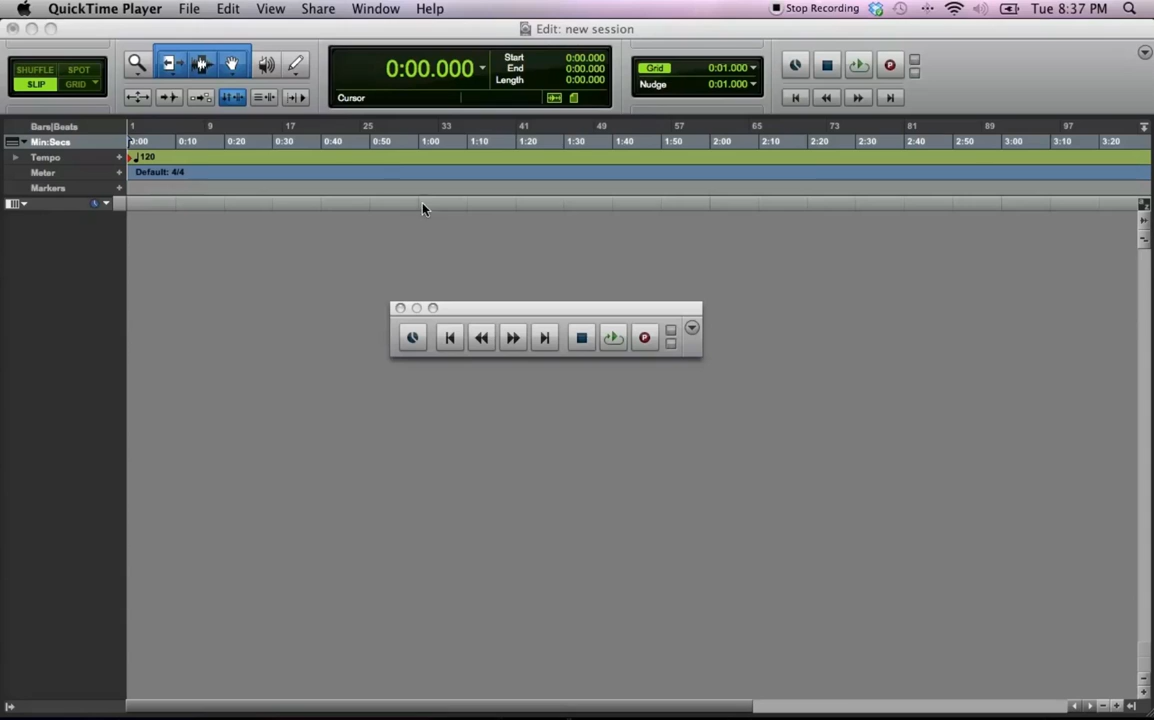 QuickTime Player File Edit View Share Window Help Stop Recording Tue 8:37 PM
Edit: new session
SHUFFLE SPOT
SLIP GRID
0:00.000
Start 0:00.000
End 0:00.000
Length 0:00.000
Cursor
Grid 0:01.000
Nudge 0:01.000
Bars|Beats 1 9 17 25 33 41 49 57 65 73 81 89 97
Min:Secs 0:00 0:10 0:20 0:30 0:40 0:50 1:00 1:10 1:20 1:30 1:40 1:50 2:00 2:10 2:20 2:30 2:40 2:50 3:00 3:10 3:20
Tempo + 120
Meter + Default: 4/4
Markers +
P